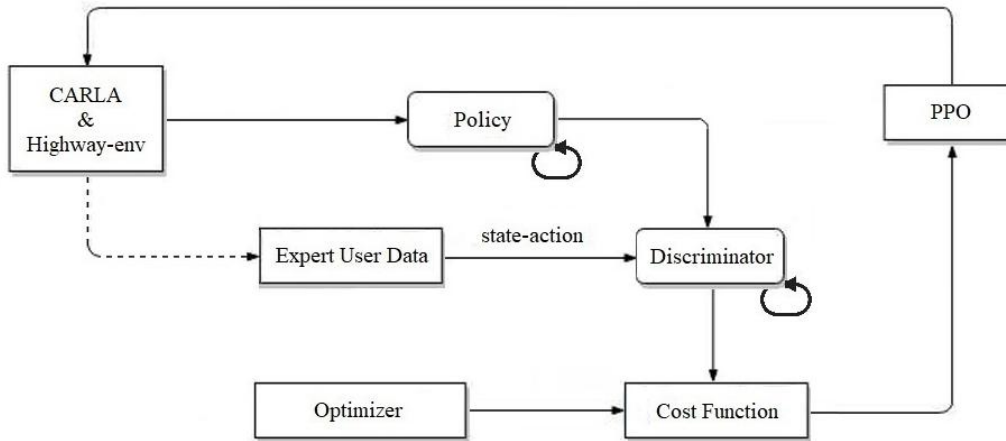 CARLA
&
Highway-env
Policy
PPO
state-action
Expert User Data
Discriminator
Optimizer
Cost Function